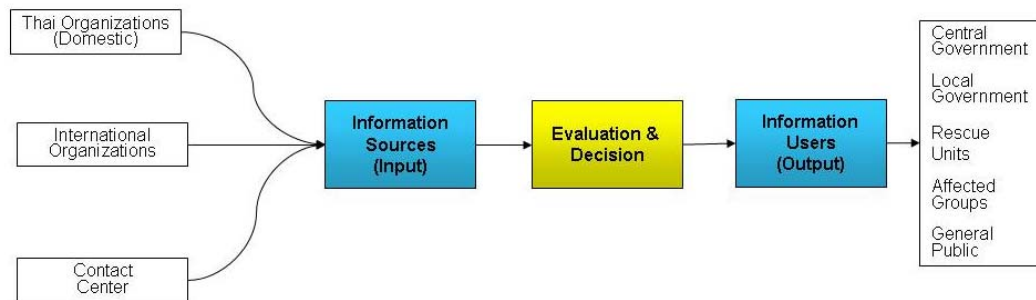 Thai Organizations
(Domestic)
International
Organizations
Contact
Center
Information
Sources
(Input)
Evaluation &
Decision
Information
Users
(Output)
Central
Government
Local
Government
Rescue
Units
Affected
Groups
General
Public